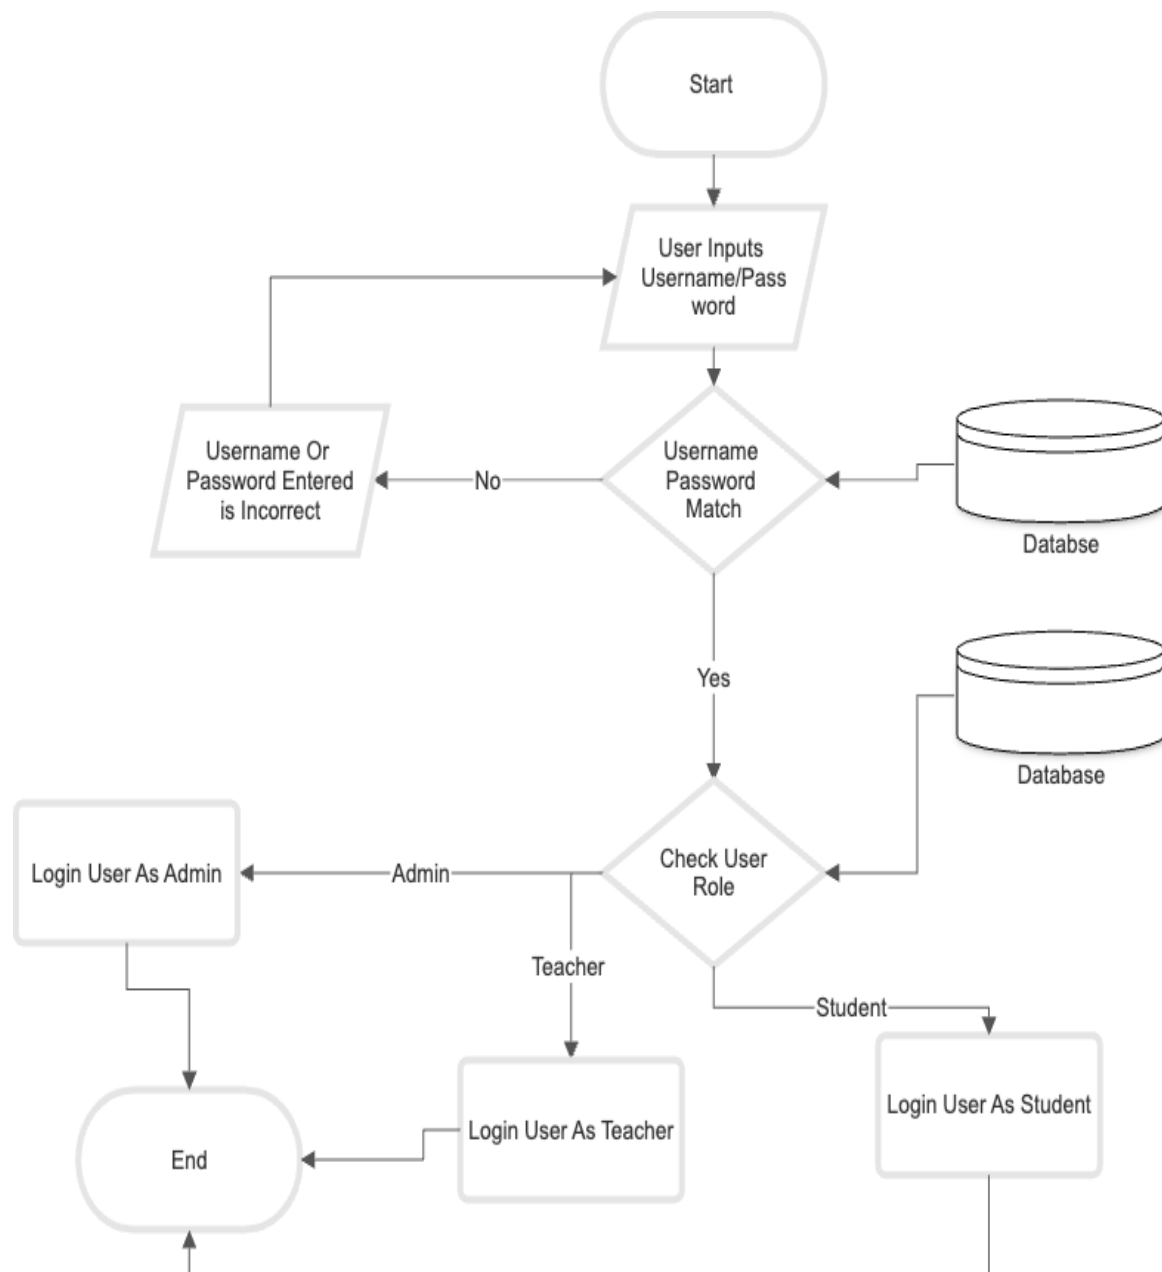 Start
User Inputs
Username/Pass
word
Username Or
Password Entered
is Incorrect
No
Username
Password
Match
Databse
Yes
Database
Login User As Admin
Admin
Check User
Role
Teacher
Student
Login User As Student
Login User As Teacher
End